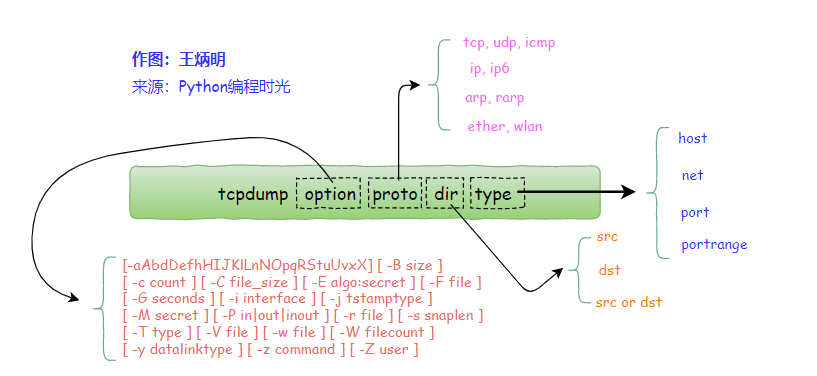 作图：王炳明
来源：Python编程时光
tcp, udp, icmp
ip, ip6
arp, rarp
ether, wlan
tcpdump option proto dir type
host
net
port
portrange
src
dst
src or dst
[-aAbdDefhHIJKlLnNOpqRStuUvxX] [ -B size ]
[ -c count ] [ -C file_size ] [ -E algo:secret ] [ -F file ]
[ -G seconds ] [ -i interface ] [ -j tstamptype ]
[ -M secret ] [ -P in|out|inout ] [ -r file ] [ -s snaplen ]
[ -T type ] [ -V file ] [ -w file ] [ -W filecount ]
[ -y datalinktype ] [ -z command ] [ -Z user ]